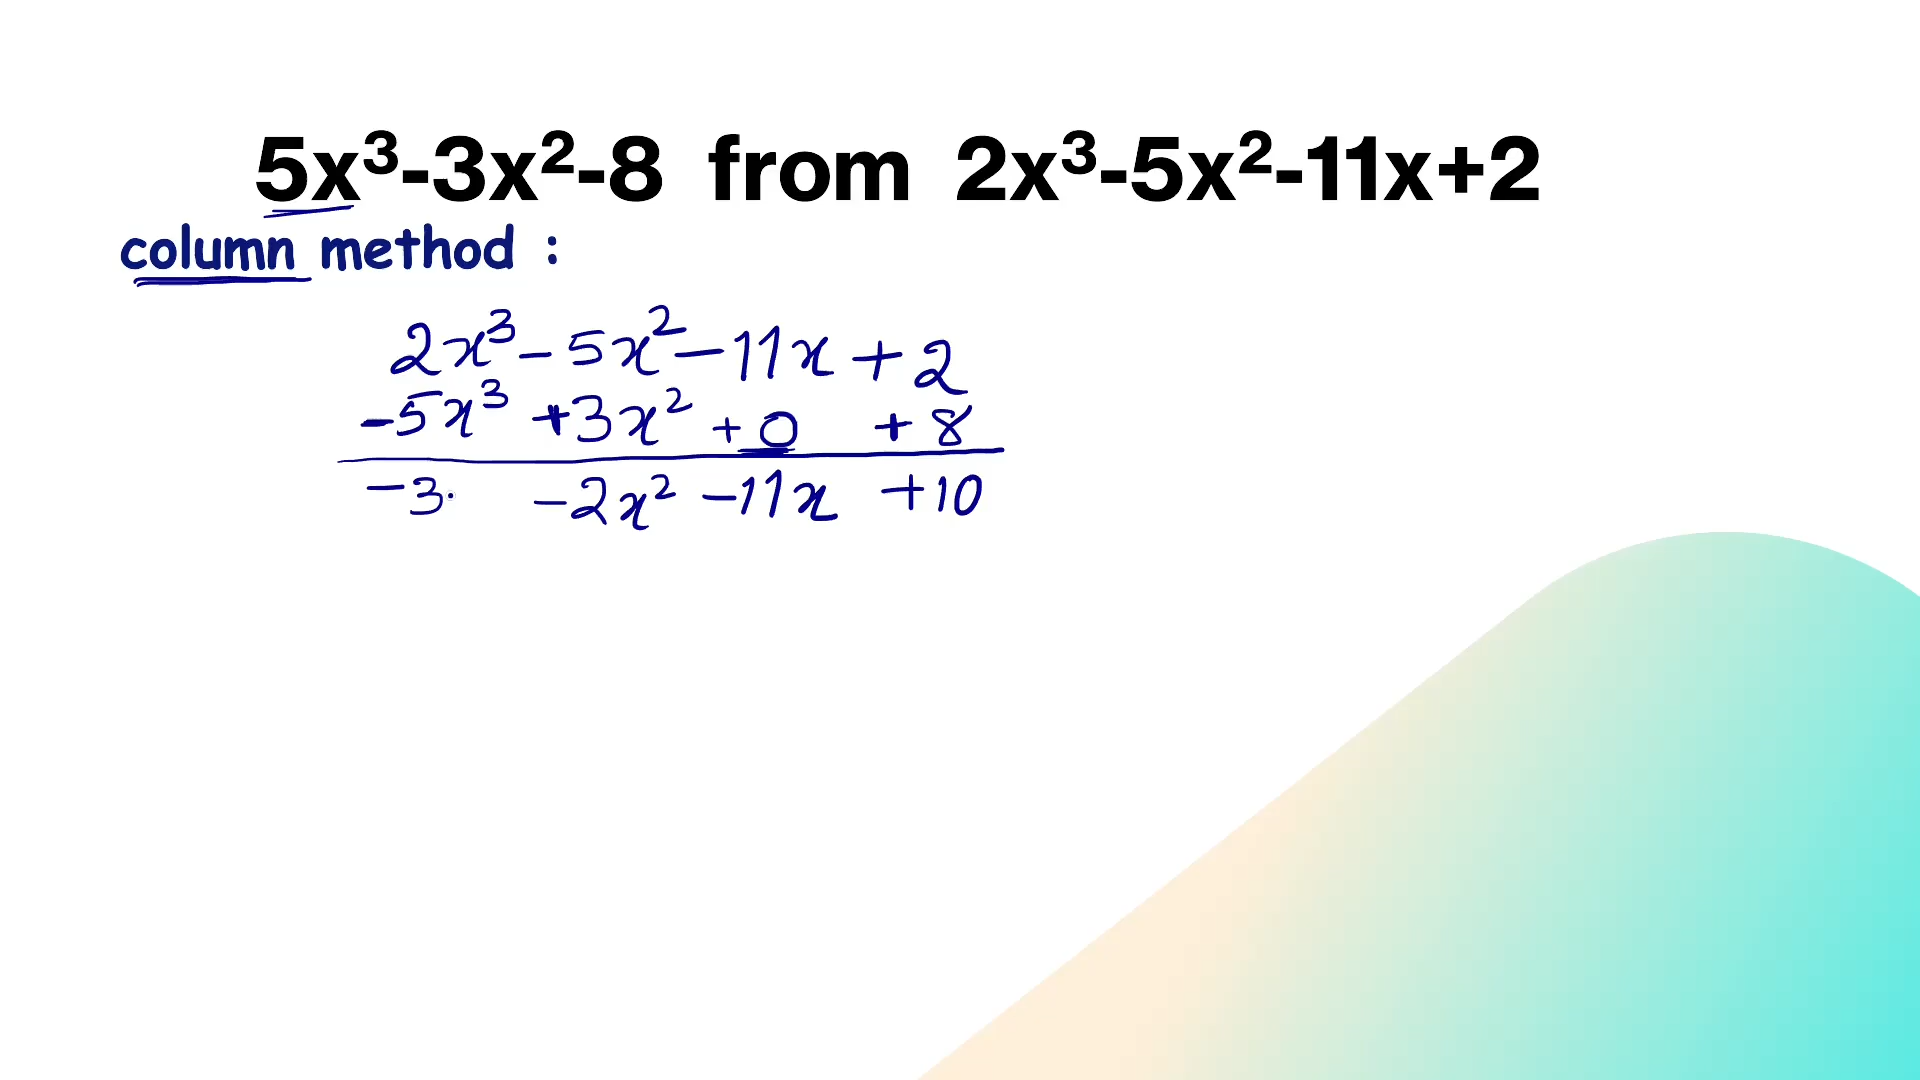 5x³-3x²-8 from 2x³-5x²-11x+2
column method :
2x³ - 5x² - 11x + 2
-5x³ +3x² + 0 + 8
-3. -2x² -11x +10